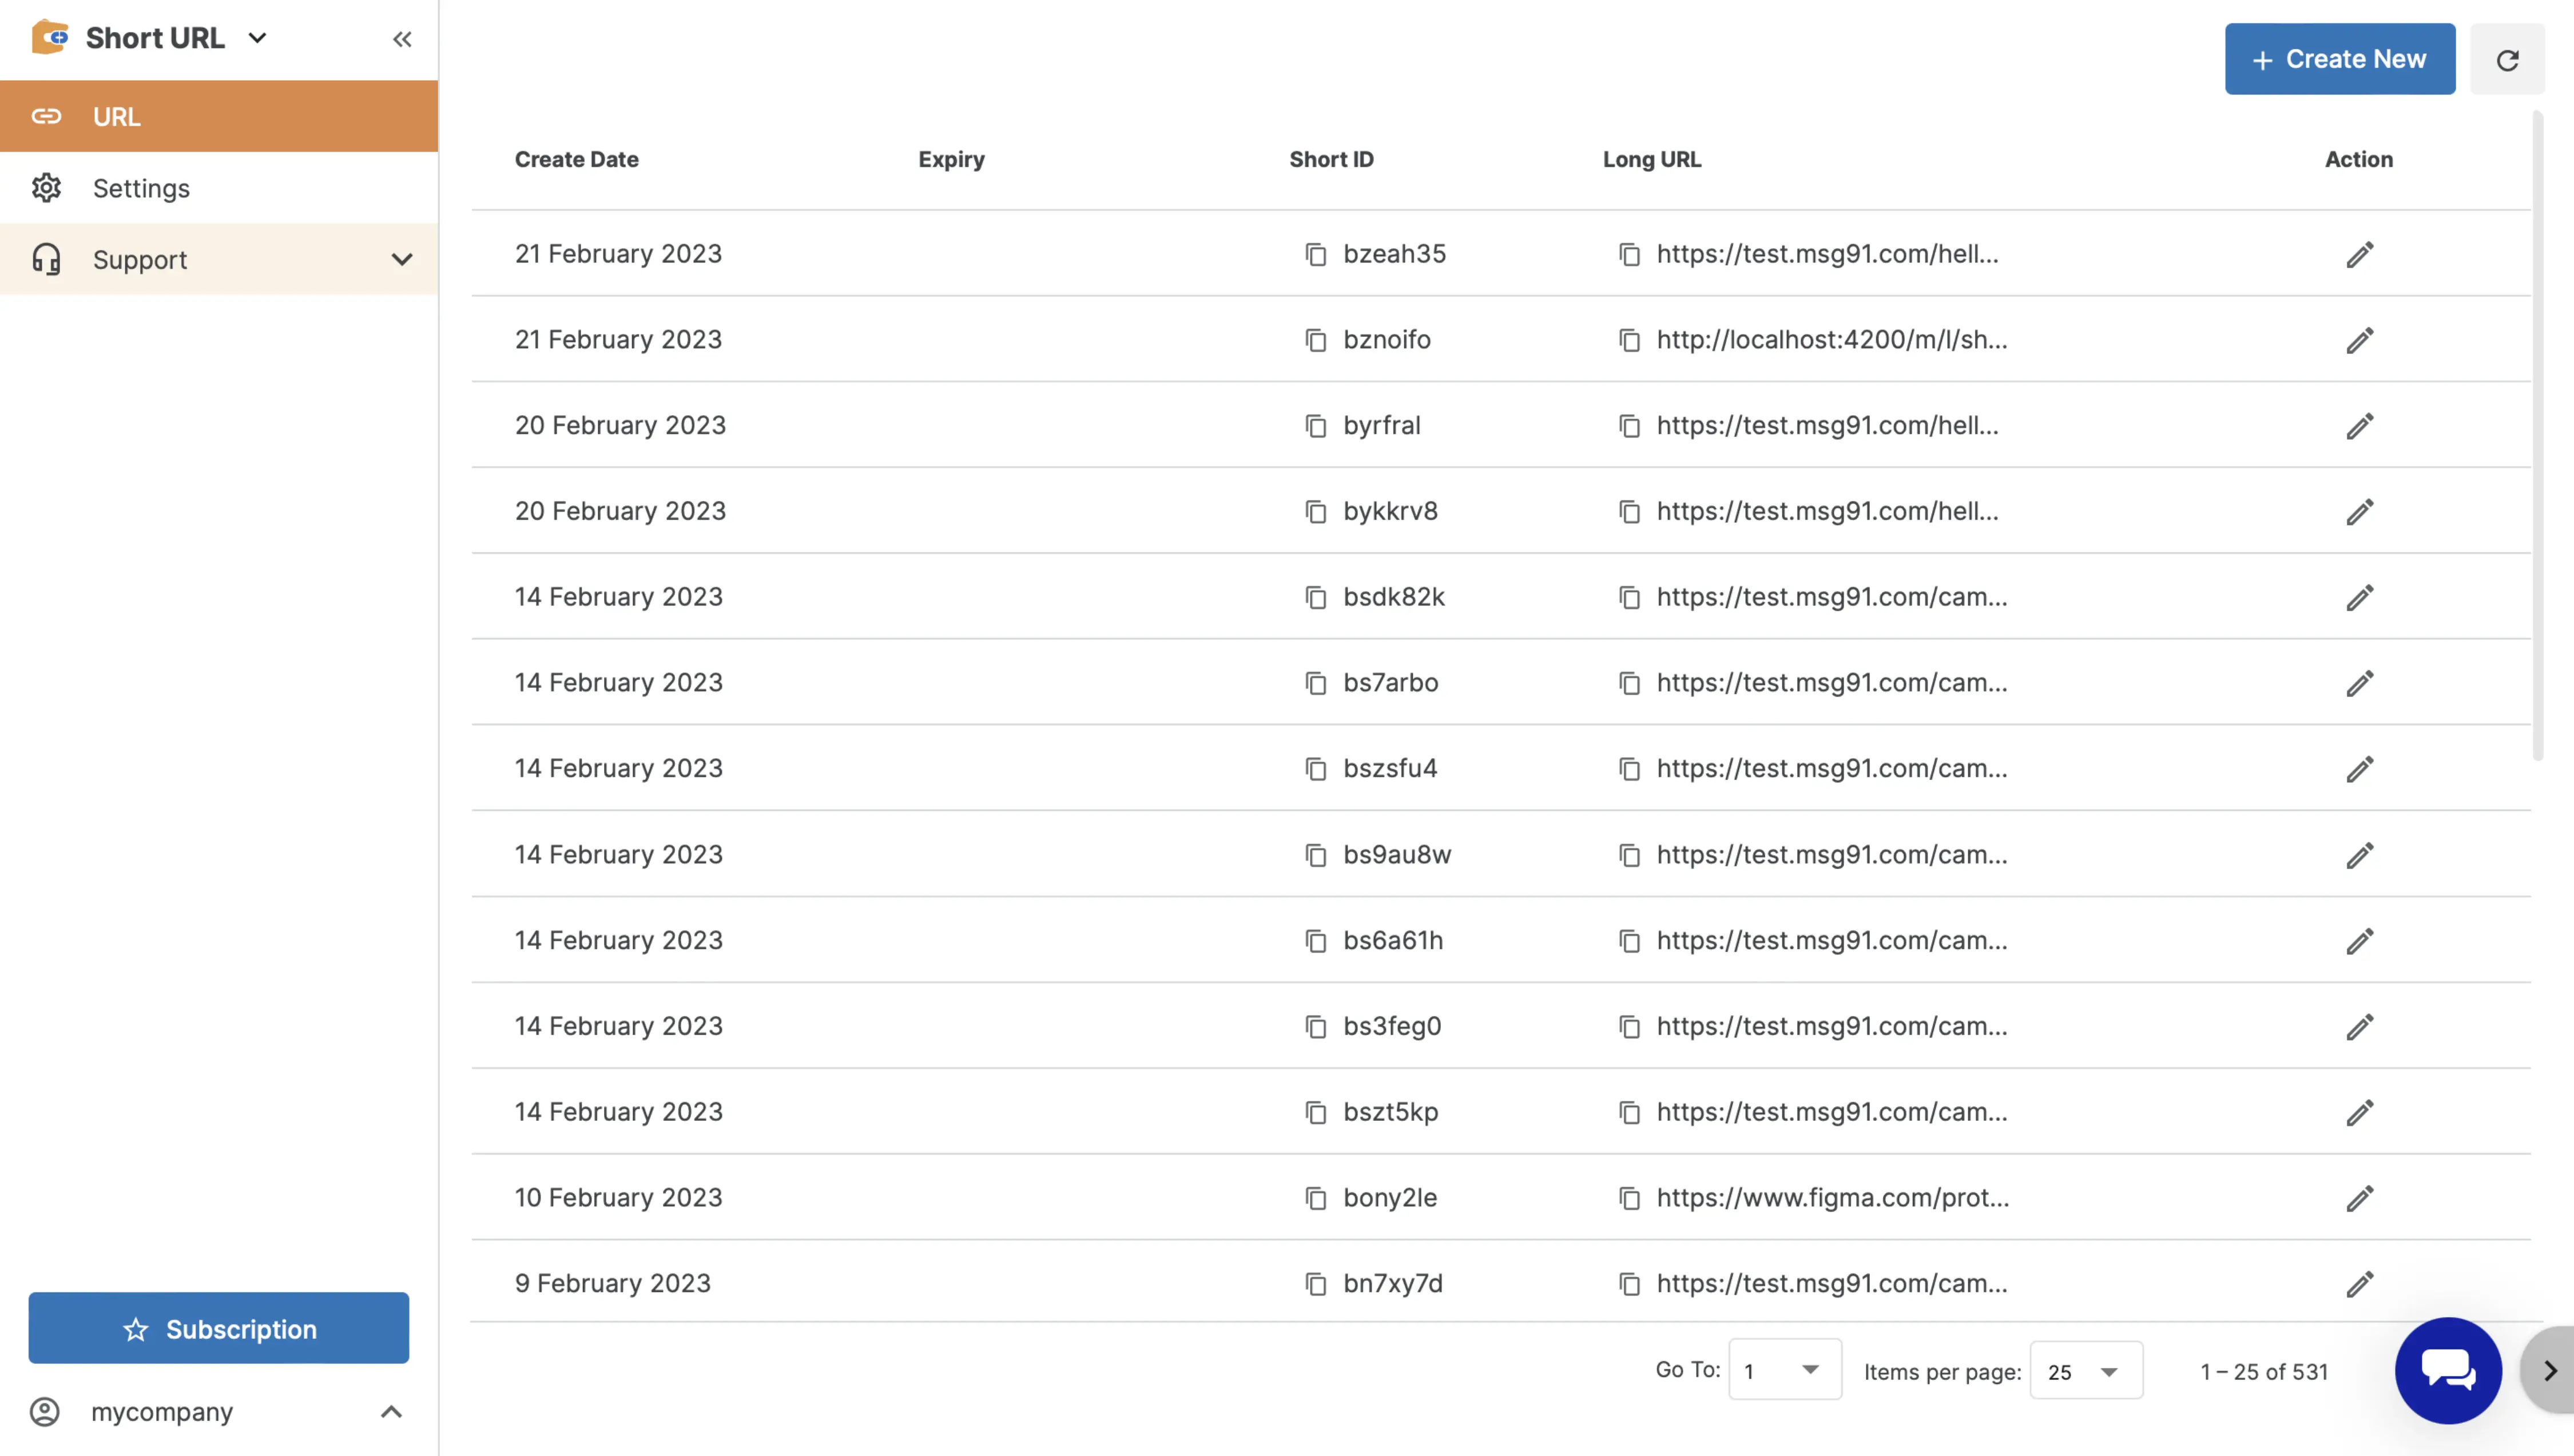 Short URL
URL
Settings
Support
Subscription
mycompany
+ Create New
Create Date Expiry Short ID Long URL Action
21 February 2023 bzeah35 https://test.msg91.com/hell...
21 February 2023 bznoifo http://localhost:4200/m/l/sh...
20 February 2023 byrfral https://test.msg91.com/hell...
20 February 2023 bykkrv8 https://test.msg91.com/hell...
14 February 2023 bsdk82k https://test.msg91.com/cam...
14 February 2023 bs7arbo https://test.msg91.com/cam...
14 February 2023 bszsfu4 https://test.msg91.com/cam...
14 February 2023 bs9au8w https://test.msg91.com/cam...
14 February 2023 bs6a61h https://test.msg91.com/cam...
14 February 2023 bs3feg0 https://test.msg91.com/cam...
14 February 2023 bszt5kp https://test.msg91.com/cam...
10 February 2023 bony2le https://www.figma.com/prot...
9 February 2023 bn7xy7d https://test.msg91.com/cam...
Go To: 1 Items per page: 25 1 – 25 of 531